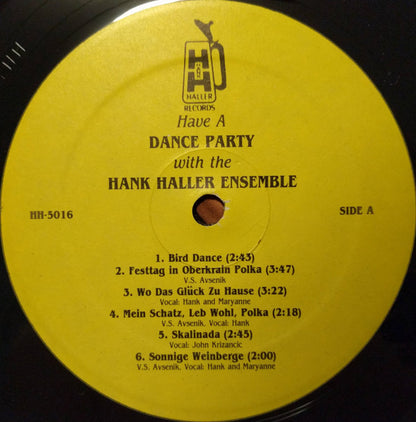 H
&
H
HALLER
RECORDS
Have A
DANCE PARTY
with the
HANK HALLER ENSEMBLE
HH-5016
SIDE A
1. Bird Dance (2:43)
2. Festtag in Oberkrain Polka (3:47)
V.S. Avsenik
3. Wo Das Glück Zu Hause (3:22)
Vocal: Hank and Maryanne
4. Mein Schatz, Leb Wohl, Polka (2:18)
V.S. Avsenik, Vocal: Hank
5. Skalinada (2:45)
Vocal: John Krizancic
6. Sonnige Weinberge (2:00)
V.S. Avsenik, Vocal: Hank and Maryanne